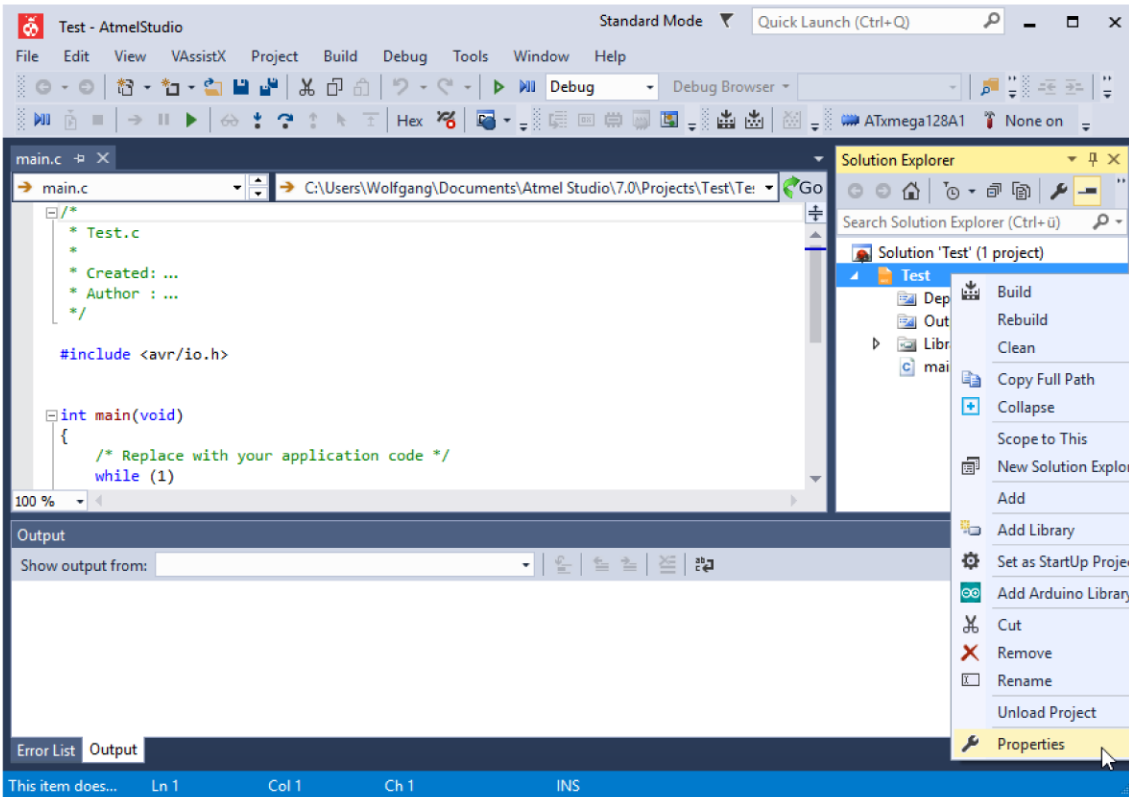 Test - AtmelStudio
Standard Mode
Quick Launch (Ctrl+Q)
File Edit View VAssistX Project Build Debug Tools Window Help
Debug
Debug Browser
Hex
ATxmega128A1
None on
main.c
main.c
C:\Users\Wolfgang\Documents\Atmel Studio\7.0\Projects\Test\Te
Go
/*
* Test.c
*
* Created: ...
* Author : ...
*/
#include <avr/io.h>
int main(void)
{
/* Replace with your application code */
while (1)
100 %
Solution Explorer
Search Solution Explorer (Ctrl+ü)
Solution 'Test' (1 project)
Test
Dep
Out
Libr
mai
Build
Rebuild
Clean
Copy Full Path
Collapse
Scope to This
New Solution Explor
Add
Add Library
Set as StartUp Projec
Add Arduino Library
Cut
Remove
Rename
Unload Project
Properties
Output
Show output from:
Error List Output
This item does... Ln 1 Col 1 Ch 1 INS